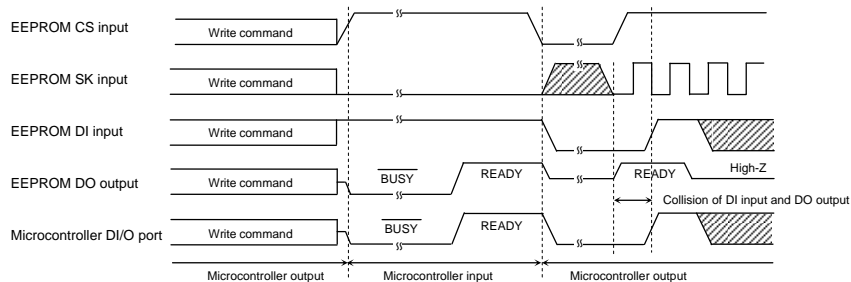 EEPROM CS input
Write command
EEPROM SK input
Write command
EEPROM DI input
Write command
EEPROM DO output
Write command
BUSY
READY
READY
High-Z
Collision of DI input and DO output
Microcontroller DI/O port
Write command
BUSY
READY
Microcontroller output
Microcontroller input
Microcontroller output